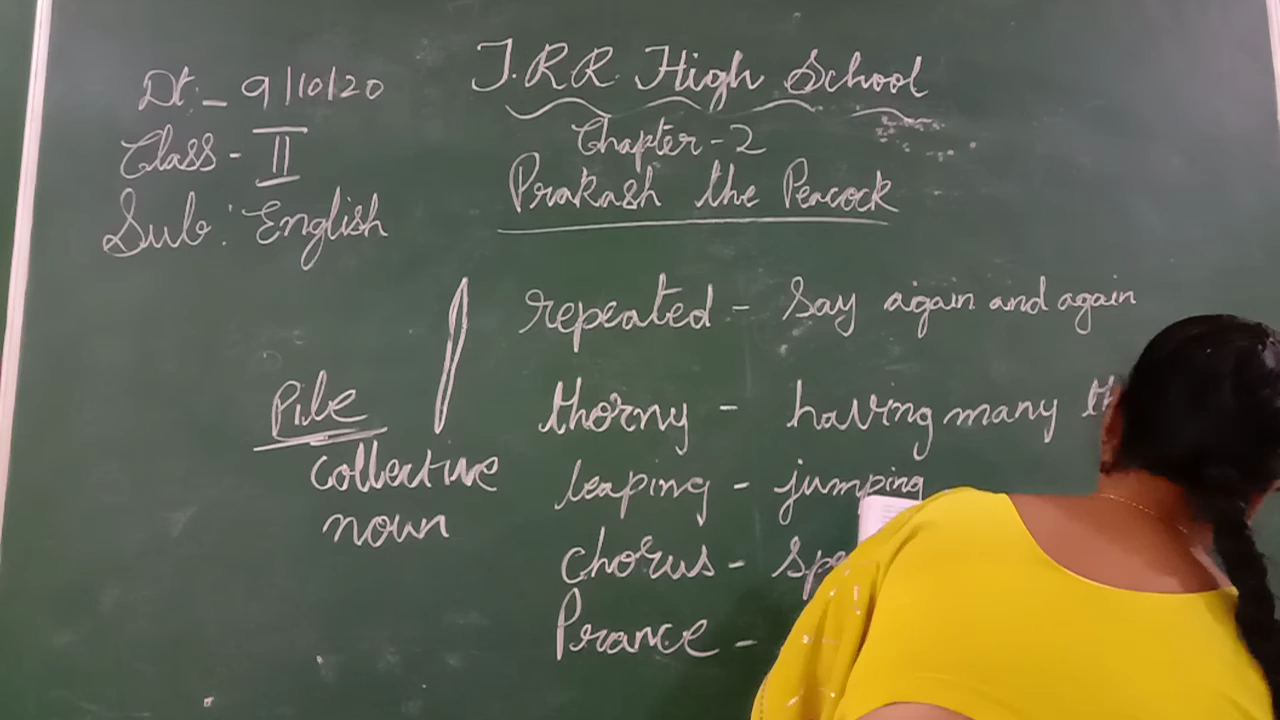 Dt:- 9/10/20
Class - II
Sub: English
J.R.R. High School
Chapter - 2
Prakash the Peacock
Pile
collective
noun
repeated - Say again and again
thorny - having many
leaping - jumping
chorus -
Prance -